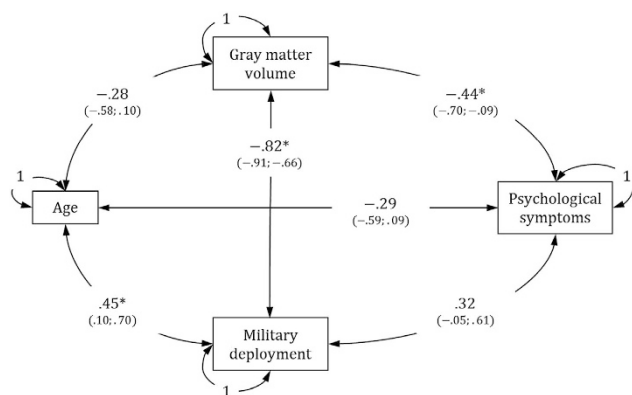 1
Gray matter
volume
−.28
(−.58; .10)
−.44*
(−.70; −.09)
−.82*
(−.91; −.66)
1
Age
1
Psychological
symptoms
−.29
(−.59; .09)
.45*
(.10; .70)
.32
(−.05; .61)
Military
deployment
1